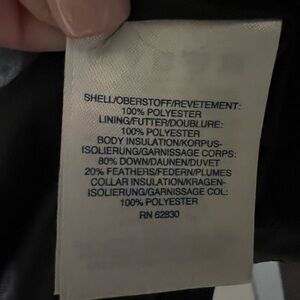 SHELL/OBERSTOFF/REVETEMENT:
100% POLYESTER
LINING/FUTTER/DOUBLURE:
100% POLYESTER
BODY INSULATION/KORPUS-
ISOLIERUNG/GARNISSAGE CORPS:
80% DOWN/DAUNEN/DUVET
20% FEATHERS/FEDERN/PLUMES
COLLAR INSULATION/KRAGEN-
ISOLIERUNG/GARNISSAGE COL:
100% POLYESTER
RN 62830